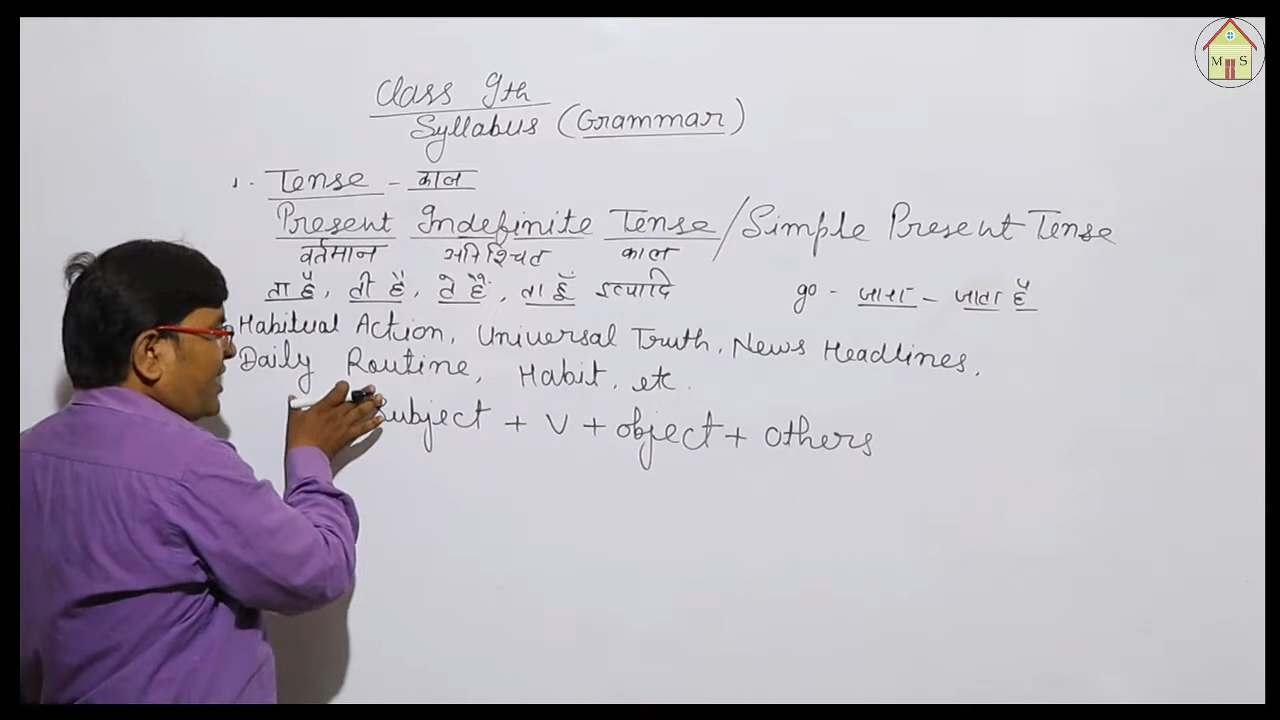 M S
Class 9th
Syllabus (Grammar)
1. Tense - काल
Present Indefinite Tense / Simple Present Tense
वर्तमान अनिश्चित काल
ता है, ती है, ते हैं, ता हूँ इत्यादि go - जाना - जाता है
Habitual Action, Universal Truth, News Headlines,
Daily Routine, Habit, etc.
Subject + V + object + others